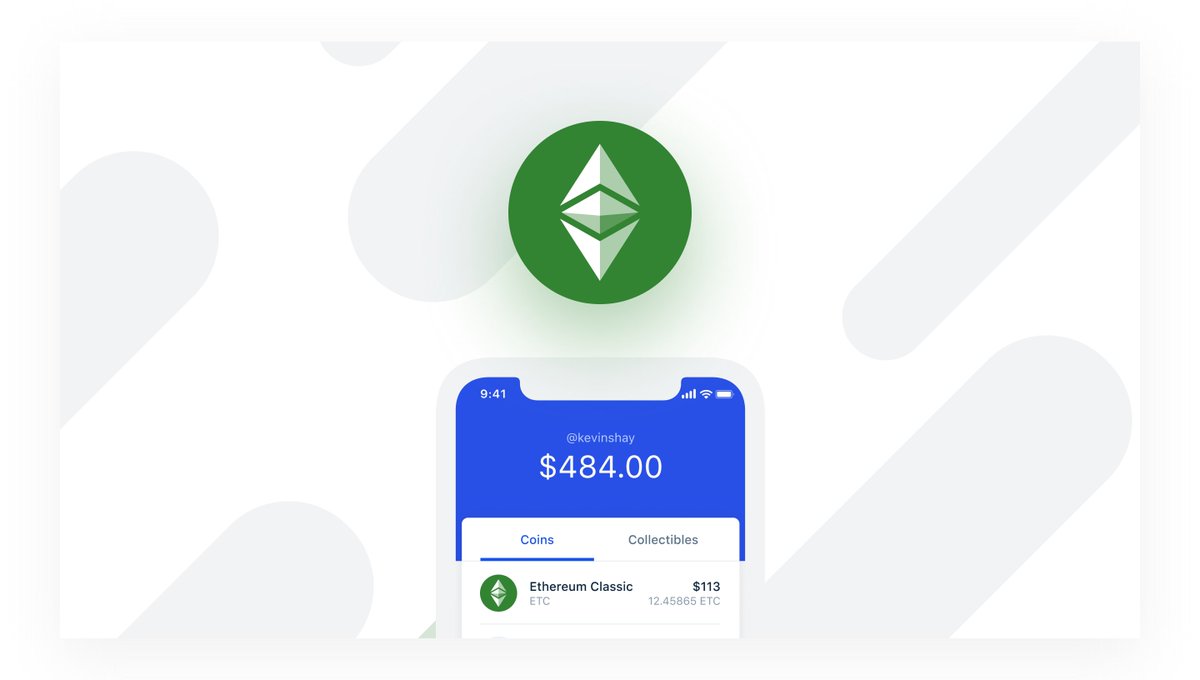 9:41
@kevinshay
$484.00
Coins Collectibles
Ethereum Classic $113
ETC 12.45865 ETC